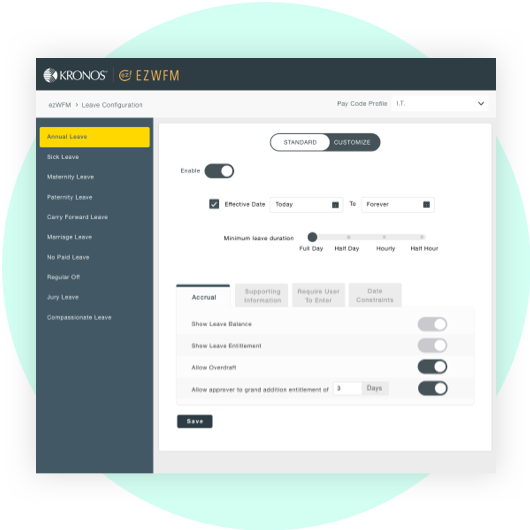 KRONOS® ez! EZWFM
ezWFM > Leave Configuration
Pay Code Profile I.T.
Annual Leave
Sick Leave
Maternity Leave
Paternity Leave
Carry Forward Leave
Marriage Leave
No Paid Leave
Regular Off
Jury Leave
Compassionate Leave
STANDARD CUSTOMIZE
Enable
Effective Date Today To Forever
Minimum leave duration
Full Day Half Day Hourly Half Hour
Accrual
Supporting
Information
Require User
To Enter
Date
Constraints
Show Leave Balance
Show Leave Entitlement
Allow Overdraft
Allow approver to grand addition entitlement of 3 Days
Save